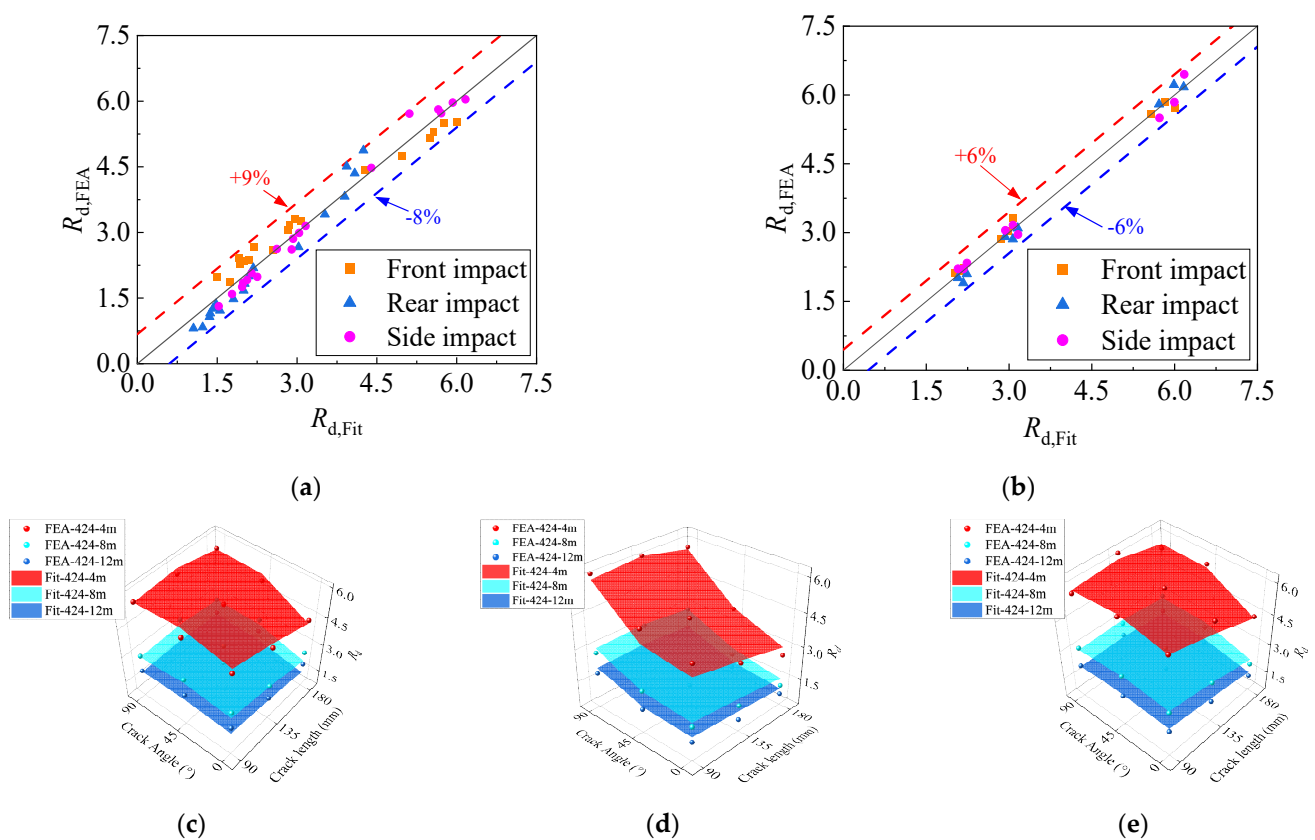 7.5
6.0
4.5
3.0
1.5
0.0
R_d,FEA
+9%
-8%
Front impact
Rear impact
Side impact
0.0 1.5 3.0 4.5 6.0 7.5
R_d,Fit
(a)
7.5
6.0
4.5
3.0
1.5
0.0
R_d,FEA
+6%
-6%
Front impact
Rear impact
Side impact
0.0 1.5 3.0 4.5 6.0 7.5
R_d,Fit
(b)
FEA-424-4m
FEA-424-8m
FEA-424-12m
Fit-424-4m
Fit-424-8m
Fit-424-12m
6.0
4.5
3.0
1.5
R_d
90
45
0
Crack Angle (°)
180
135
90
Crack length (mm)
(c)
FEA-424-4m
FEA-424-8m
FEA-424-12m
Fit-424-4m
Fit-424-8m
Fit-424-12m
6.0
4.5
3.0
1.5
R_d
90
45
0
Crack Angle (°)
180
135
90
Crack length (mm)
(d)
FEA-424-4m
FEA-424-8m
FEA-424-12m
Fit-424-4m
Fit-424-8m
Fit-424-12m
6.0
4.5
3.0
1.5
R_d
90
45
0
Crack Angle (°)
180
135
90
Crack length (mm)
(e)